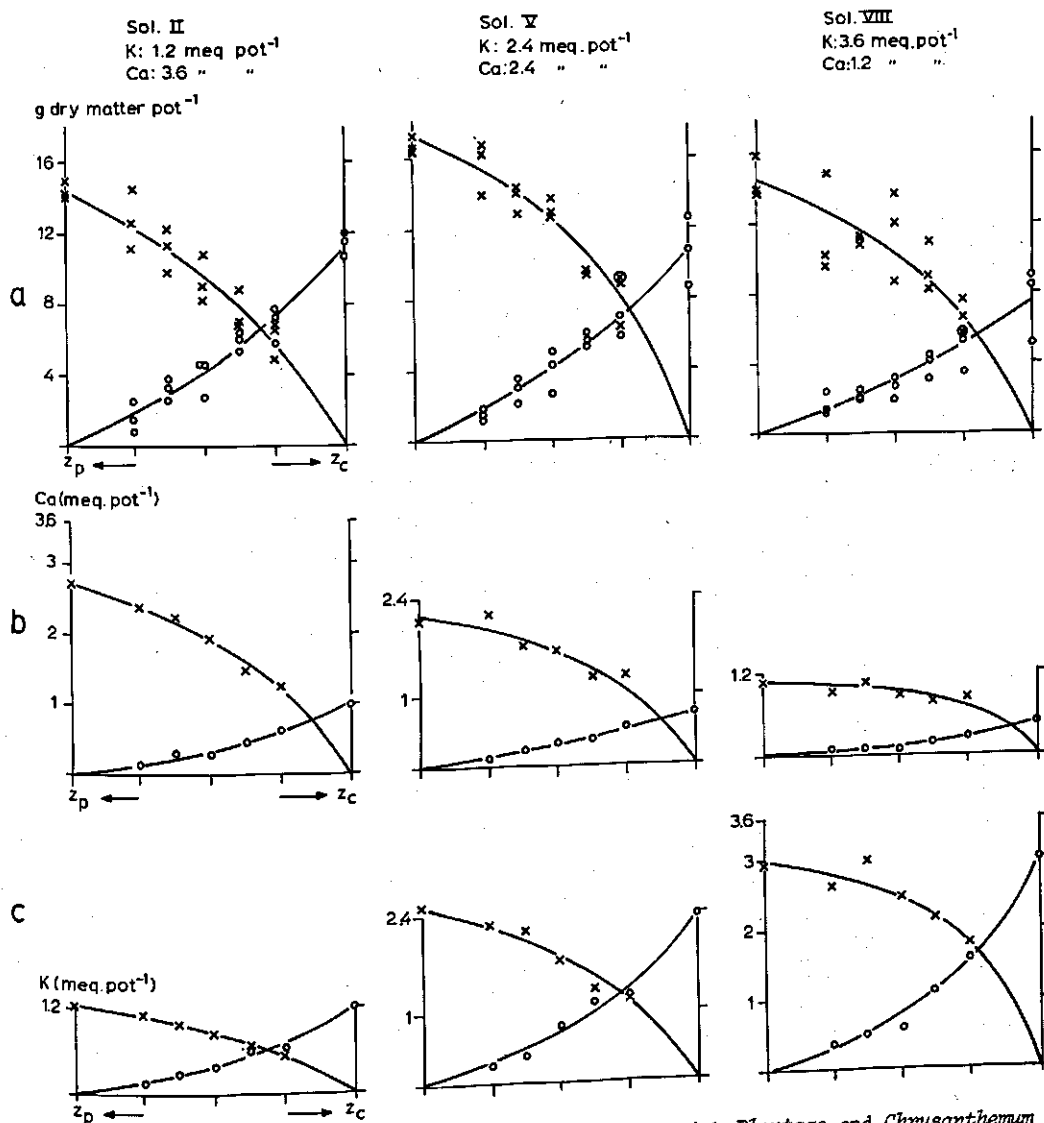 Sol. II
K: 1.2 meq pot⁻¹
Ca: 3.6 " "
Sol. V
K: 2.4 meq.pot⁻¹
Ca:2.4 " "
Sol. VIII
K:3.6 meq.pot⁻¹
Ca:1.2 " "
g dry matter pot⁻¹
16
12
8
4
a
zp
zc
Ca(meq.pot⁻¹)
3.6
3
2
1
b
zp
zc
2.4
1
1.2
c
K(meq.pot⁻¹)
1.2
zp
zc
2.4
1
3.6
3
2
1
Plantago and Chrysanthemum